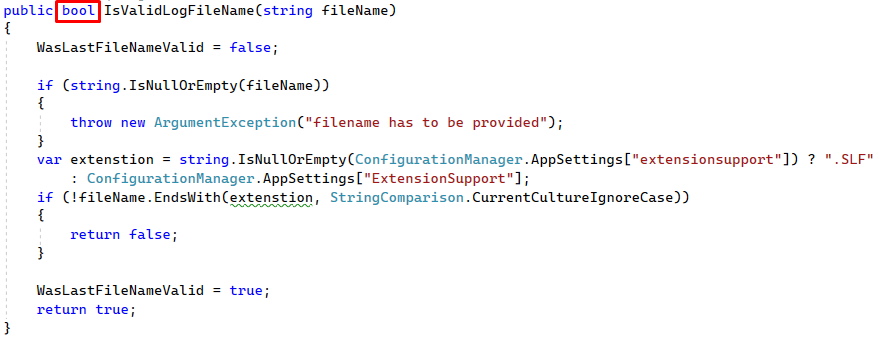 public bool IsValidLogFileName(string fileName)
{
    WasLastFileNameValid = false;

    if (string.IsNullOrEmpty(fileName))
    {
        throw new ArgumentException("filename has to be provided");
    }
    var extenstion = string.IsNullOrEmpty(ConfigurationManager.AppSettings["extensionsupport"]) ? ".SLF"
        : ConfigurationManager.AppSettings["ExtensionSupport"];
    if (!fileName.EndsWith(extenstion, StringComparison.CurrentCultureIgnoreCase))
    {
        return false;
    }

    WasLastFileNameValid = true;
    return true;
}